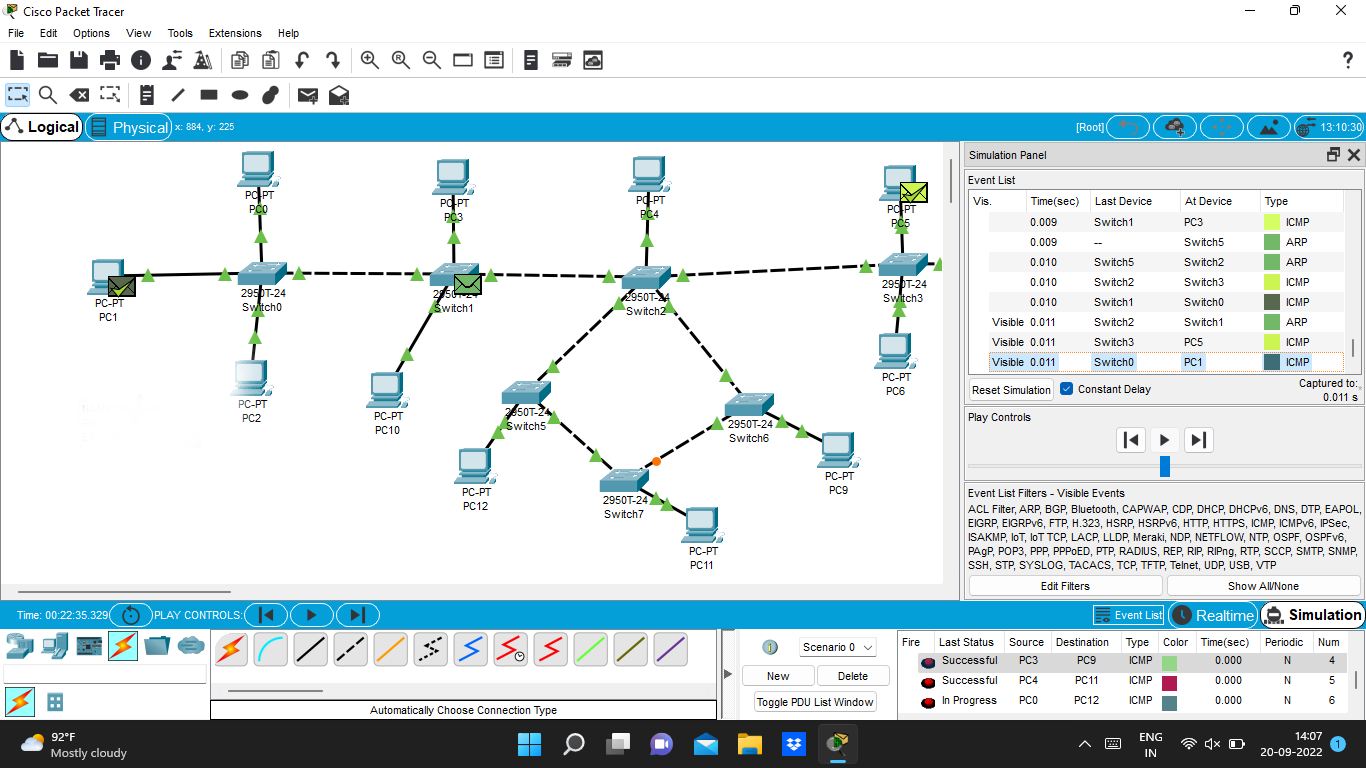 Cisco Packet Tracer
File Edit Options View Tools Extensions Help
?
Logical Physical x: 884, y: 225 [Root] 13:10:30
PC-PT
PC0
PC-PT
PC3
PC-PT
PC4
PC-PT
PC5
PC-PT
PC1
2950T-24
Switch0
2950T-24
Switch1
2950T-24
Switch2
2950T-24
Switch3
PC-PT
PC2
PC-PT
PC10
PC-PT
PC6
2950T-24
Switch5
2950T-24
Switch6
PC-PT
PC12
2950T-24
Switch7
PC-PT
PC9
PC-PT
PC11
Simulation Panel
Event List
Vis. Time(sec) Last Device At Device Type
0.009 Switch1 PC3 ICMP
0.009 -- Switch5 ARP
0.010 Switch5 Switch2 ARP
0.010 Switch2 Switch3 ICMP
0.010 Switch1 Switch0 ICMP
Visible 0.011 Switch2 Switch1 ARP
Visible 0.011 Switch3 PC5 ICMP
Visible 0.011 Switch0 PC1 ICMP
Reset Simulation Constant Delay Captured to:
0.011 s
Play Controls
Event List Filters - Visible Events
ACL Filter, ARP, BGP, Bluetooth, CAPWAP, CDP, DHCP, DHCPv6, DNS, DTP, EAPOL,
EIGRP, EIGRPv6, FTP, H.323, HSRP, HSRPv6, HTTP, HTTPS, ICMP, ICMPv6, IPSec,
ISAKMP, IoT, IoT TCP, LACP, LLDP, Meraki, NDP, NETFLOW, NTP, OSPF, OSPFv6,
PAgP, POP3, PPP, PPPoED, PTP, RADIUS, REP, RIP, RIPng, RTP, SCCP, SMTP, SNMP,
SSH, STP, SYSLOG, TACACS, TCP, TFTP, Telnet, UDP, USB, VTP
Edit Filters Show All/None
Time: 00:22:35.329 PLAY CONTROLS: Event List Realtime Simulation
Automatically Choose Connection Type
Scenario 0
New Delete
Toggle PDU List Window
Fire Last Status Source Destination Type Color Time(sec) Periodic Num
Successful PC3 PC9 ICMP 0.000 N 4
Successful PC4 PC11 ICMP 0.000 N 5
In Progress PC0 PC12 ICMP 0.000 N 6
92°F
Mostly cloudy
ENG
IN
14:07
20-09-2022
1